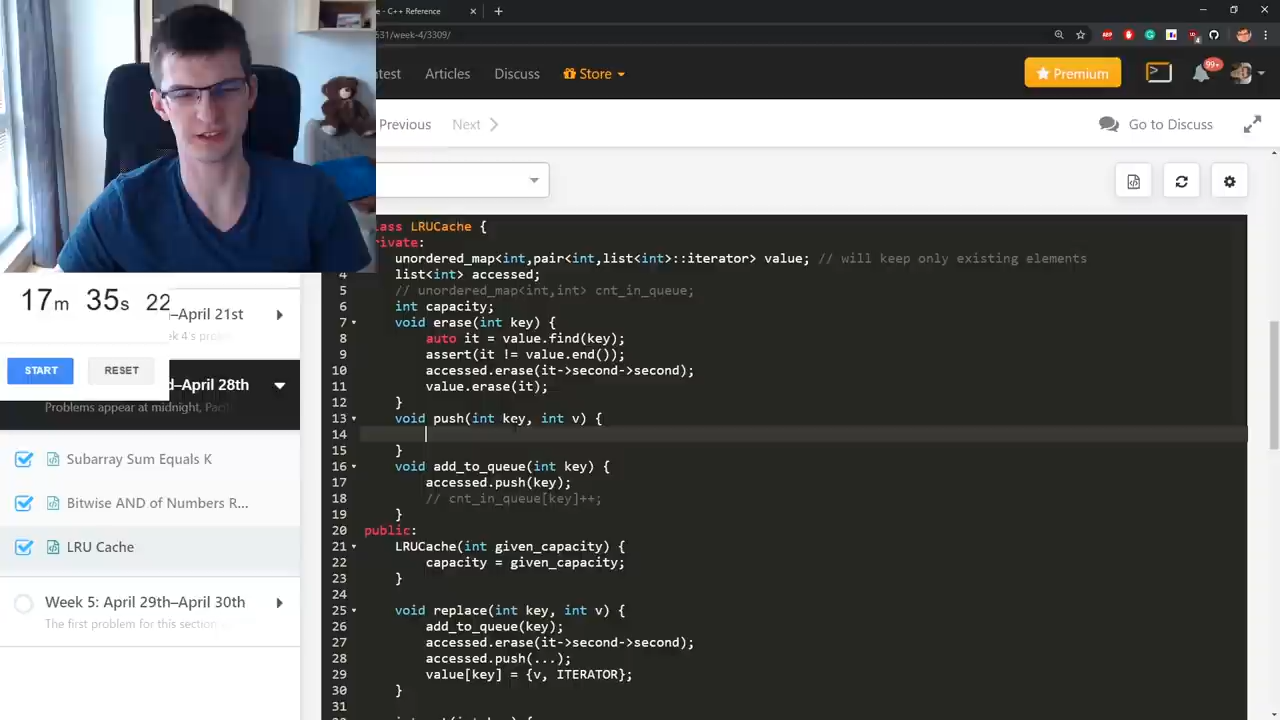 e - C++ Reference
531/week-4/3309/
99+
ntest Articles Discuss Store Premium
Previous Next Go to Discuss
lass LRUCache {
rivate:
unordered_map<int,pair<int,list<int>::iterator> value; // will keep only existing elements
4 list<int> accessed;
5 // unordered_map<int,int> cnt_in_queue;
6 int capacity;
7 void erase(int key) {
8 auto it = value.find(key);
9 assert(it != value.end());
10 accessed.erase(it->second->second);
11 value.erase(it);
12 }
13 void push(int key, int v) {
14
15 }
16 void add_to_queue(int key) {
17 accessed.push(key);
18 // cnt_in_queue[key]++;
19 }
20 public:
21 LRUCache(int given_capacity) {
22 capacity = given_capacity;
23 }
24
25 void replace(int key, int v) {
26 add_to_queue(key);
27 accessed.erase(it->second->second);
28 accessed.push(...);
29 value[key] = {v, ITERATOR};
30 }
31
17m 35s 22
START RESET
–April 21st
ek 4's prob
d–April 28th
Problems appear at midnight, Pac
Subarray Sum Equals K
Bitwise AND of Numbers R...
LRU Cache
Week 5: April 29th–April 30th
The first problem for this section